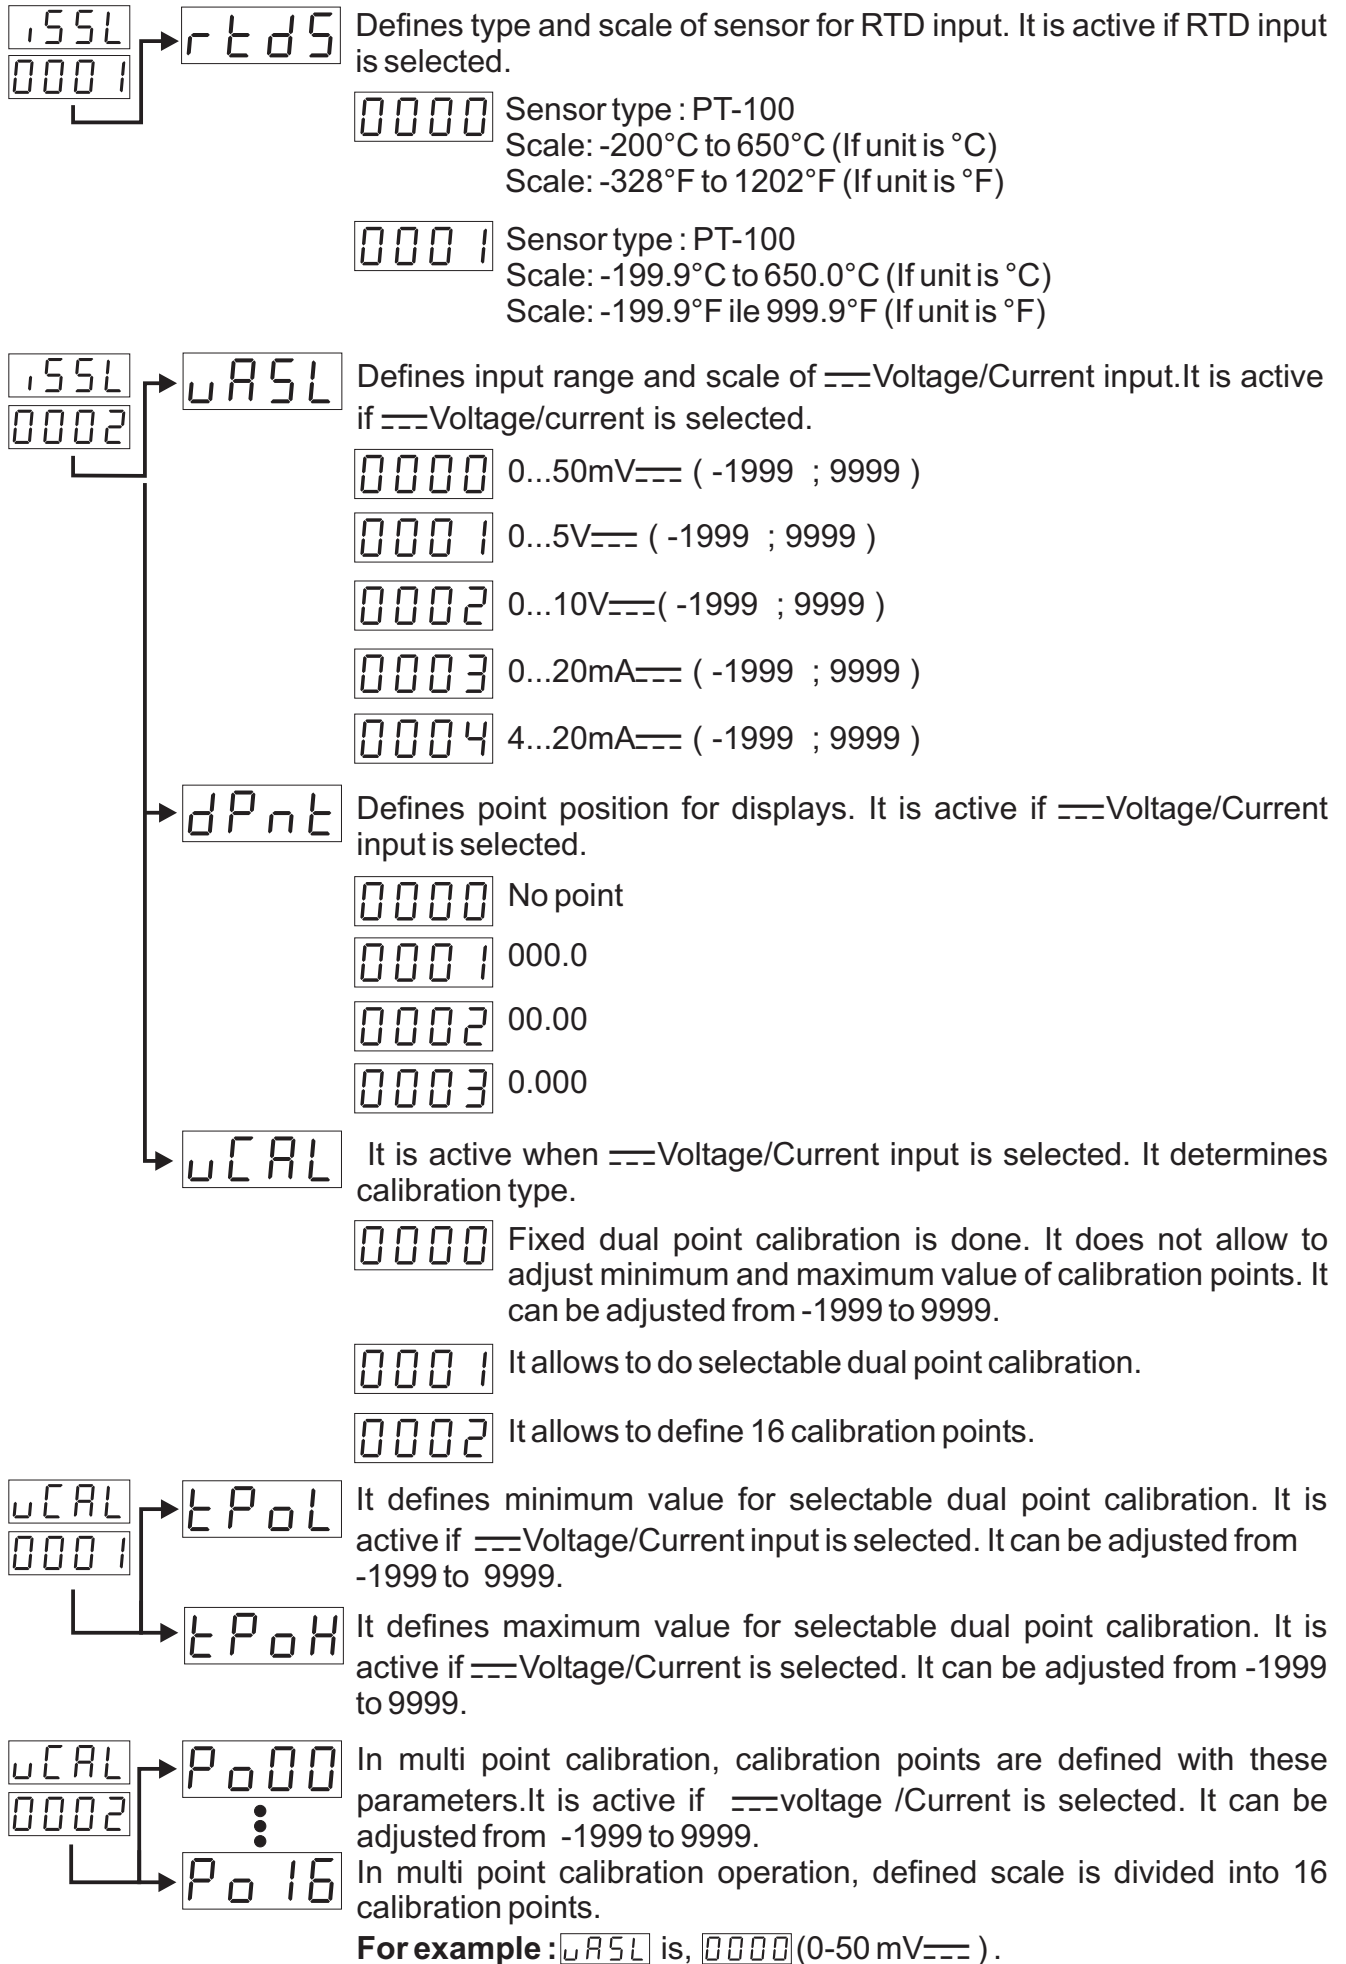 iSSL
0001
rtdS
Defines type and scale of sensor for RTD input. It is active if RTD input
is selected.
0000 Sensor type : PT-100
Scale: -200°C to 650°C (If unit is °C)
Scale: -328°F to 1202°F (If unit is °F)
0001 Sensor type : PT-100
Scale: -199.9°C to 650.0°C (If unit is °C)
Scale: -199.9°F ile 999.9°F (If unit is °F)
iSSL
0002
uASL
Defines input range and scale of ⎓Voltage/Current input.It is active
if ⎓Voltage/current is selected.
0000 0...50mV⎓ ( -1999 ; 9999 )
0001 0...5V⎓ ( -1999 ; 9999 )
0002 0...10V⎓( -1999 ; 9999 )
0003 0...20mA⎓ ( -1999 ; 9999 )
0004 4...20mA⎓ ( -1999 ; 9999 )
dPnt
Defines point position for displays. It is active if ⎓Voltage/Current
input is selected.
0000 No point
0001 000.0
0002 00.00
0003 0.000
uCAL
It is active when ⎓Voltage/Current input is selected. It determines
calibration type.
0000 Fixed dual point calibration is done. It does not allow to
adjust minimum and maximum value of calibration points. It
can be adjusted from -1999 to 9999.
0001 It allows to do selectable dual point calibration.
0002 It allows to define 16 calibration points.
uCAL
0001
tPoL
It defines minimum value for selectable dual point calibration. It is
active if ⎓Voltage/Current input is selected. It can be adjusted from
-1999 to 9999.
tPoH
It defines maximum value for selectable dual point calibration. It is
active if ⎓Voltage/Current is selected. It can be adjusted from -1999
to 9999.
uCAL
0002
Po00
In multi point calibration, calibration points are defined with these
parameters.It is active if ⎓voltage /Current is selected. It can be
adjusted from -1999 to 9999.
Po16
In multi point calibration operation, defined scale is divided into 16
calibration points.
For example : uASL is, 0000 (0-50 mV⎓ ) .